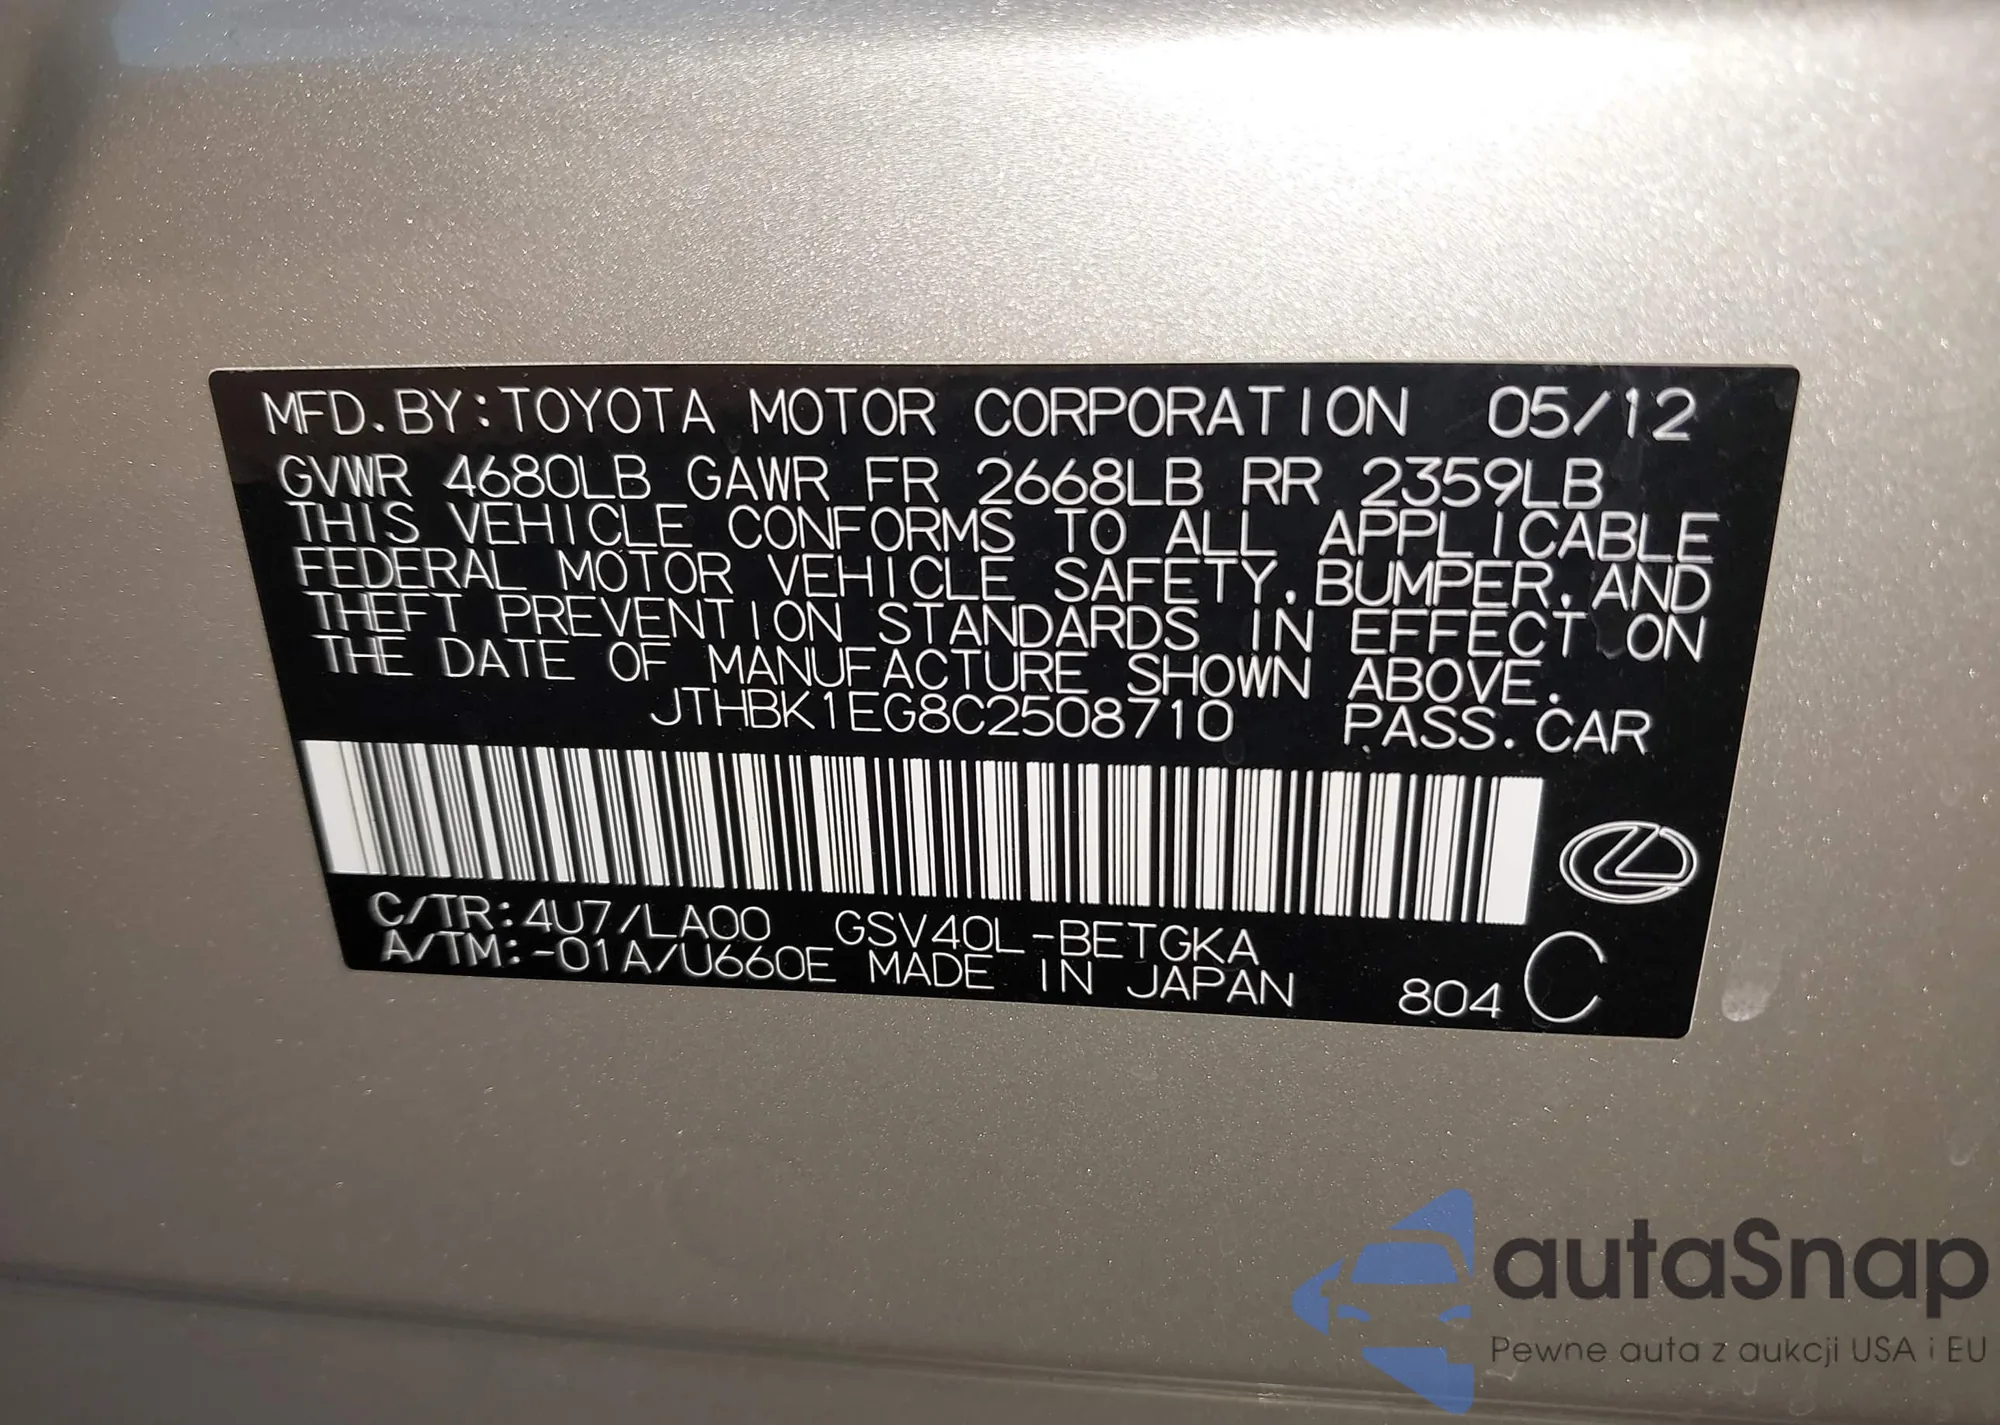 MFD. BY: TOYOTA MOTOR CORPORATION 05/12
GVWR 4680LB GAWR FR 2668LB RR 2359LB
THIS VEHICLE CONFORMS TO ALL APPLICABLE
FEDERAL MOTOR VEHICLE SAFETY, BUMPER, AND
THEFT PREVENTION STANDARDS IN EFFECT ON
THE DATE OF MANUFACTURE SHOWN ABOVE.
JTHBK1EG8C2508710 PASS. CAR
C/TR: 4U7/LA00 GSV40L-BETGKA
A/TM: -01A/U660E MADE IN JAPAN 804 C
autaSnap
Pewne auta z aukcji USA i EU